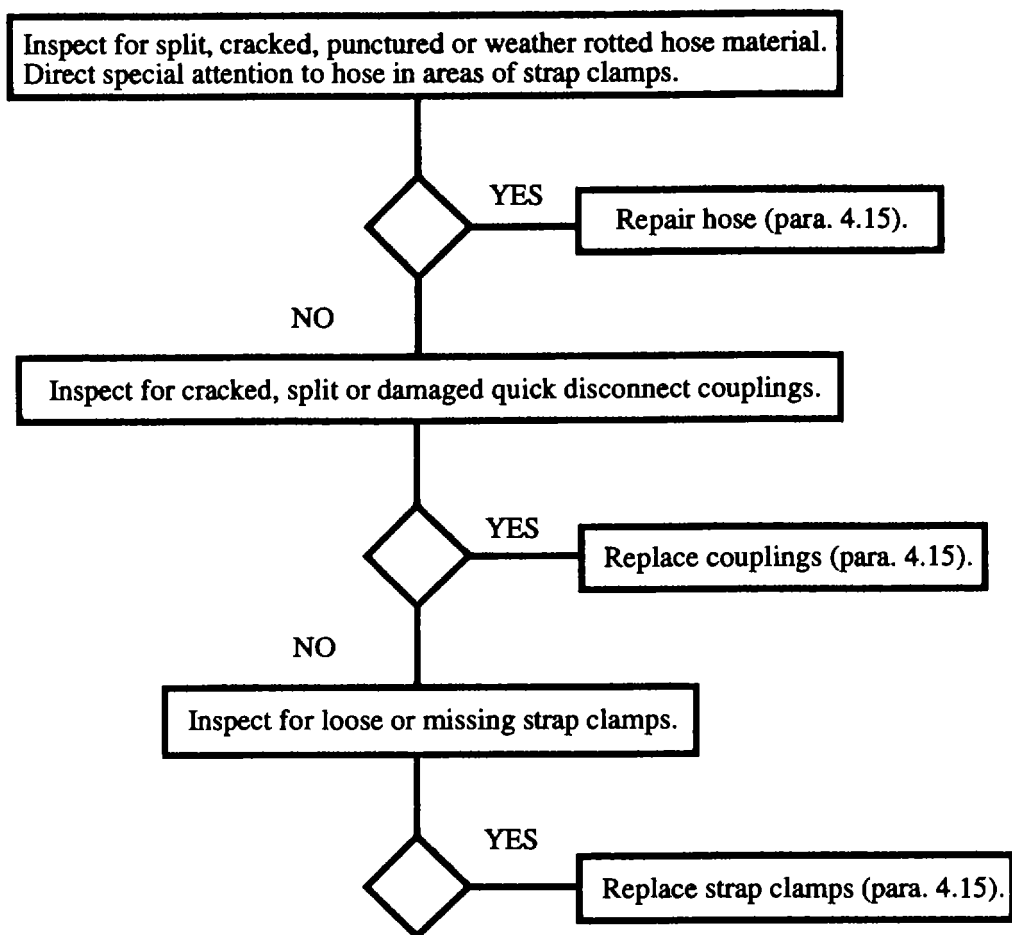 Inspect for split, cracked, punctured or weather rotted hose material.
Direct special attention to hose in areas of strap clamps.
YES
Repair hose (para. 4.15).
NO
Inspect for cracked, split or damaged quick disconnect couplings.
YES
Replace couplings (para. 4.15).
NO
Inspect for loose or missing strap clamps.
YES
Replace strap clamps (para. 4.15).